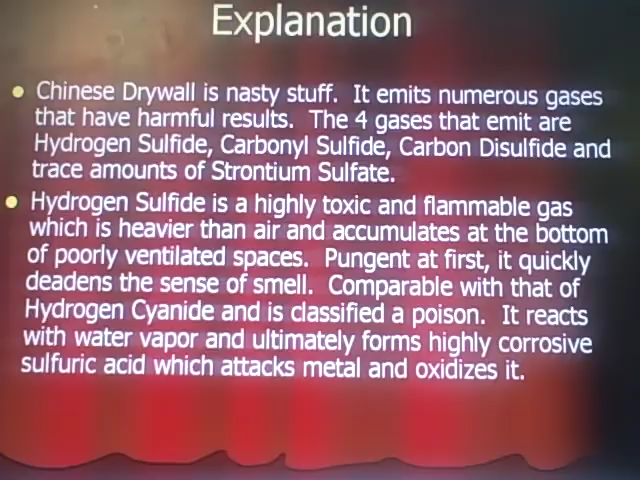 Explanation
Chinese Drywall is nasty stuff. It emits numerous gases
that have harmful results. The 4 gases that emit are
Hydrogen Sulfide, Carbonyl Sulfide, Carbon Disulfide and
trace amounts of Strontium Sulfate.
Hydrogen Sulfide is a highly toxic and flammable gas
which is heavier than air and accumulates at the bottom
of poorly ventilated spaces. Pungent at first, it quickly
deadens the sense of smell. Comparable with that of
Hydrogen Cyanide and is classified a poison. It reacts
with water vapor and ultimately forms highly corrosive
sulfuric acid which attacks metal and oxidizes it.